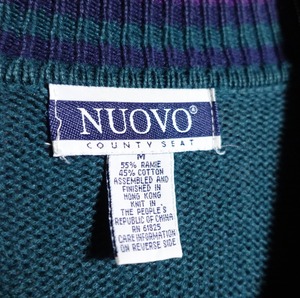 NUOVO®
COUNTY SEAT
M
55% RAMIE
45% COTTON
ASSEMBLED AND
FINISHED IN
HONG KONG
KNIT IN
THE PEOPLE'S
REPUBLIC OF CHINA
RN 61825
CARE INFORMATION
ON REVERSE SIDE